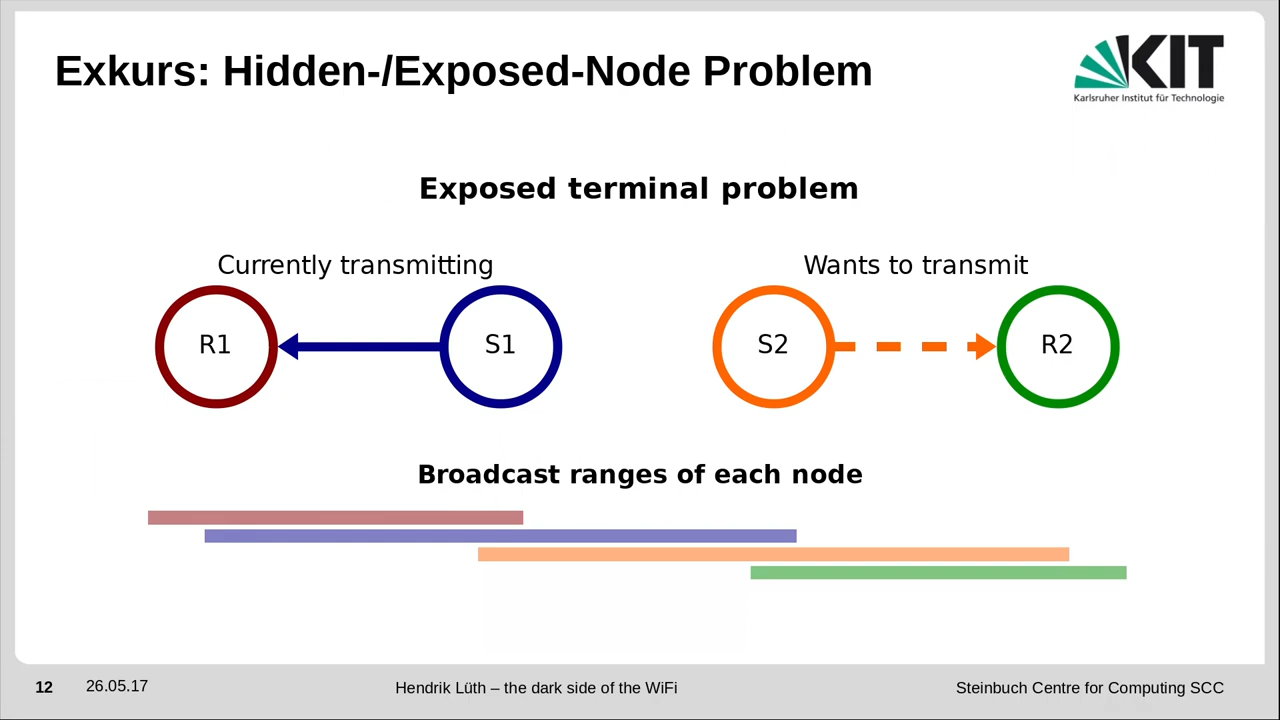 Exkurs: Hidden-/Exposed-Node Problem
KIT
Karlsruher Institut für Technologie
Exposed terminal problem
Currently transmitting
Wants to transmit
R1
S1
S2
R2
Broadcast ranges of each node
12
26.05.17
Hendrik Lüth – the dark side of the WiFi
Steinbuch Centre for Computing SCC